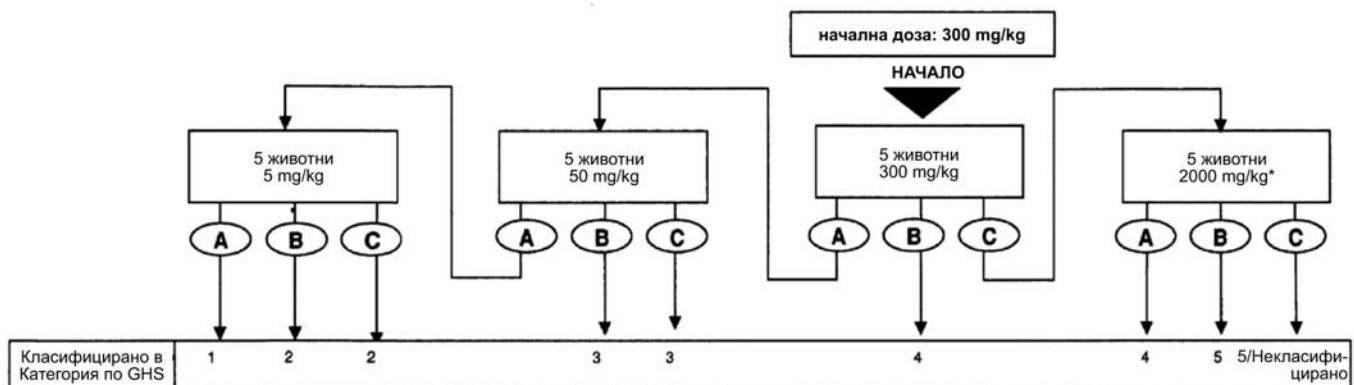 начална доза: 300 mg/kg
НАЧАЛО
5 животни
5 mg/kg
5 животни
50 mg/kg
5 животни
300 mg/kg
5 животни
2000 mg/kg*
A B C A B C A B C A B C
Класифицирано в
Категория по GHS
1 2 2 3 3 4 4 5 5/Некласифи-
цирано